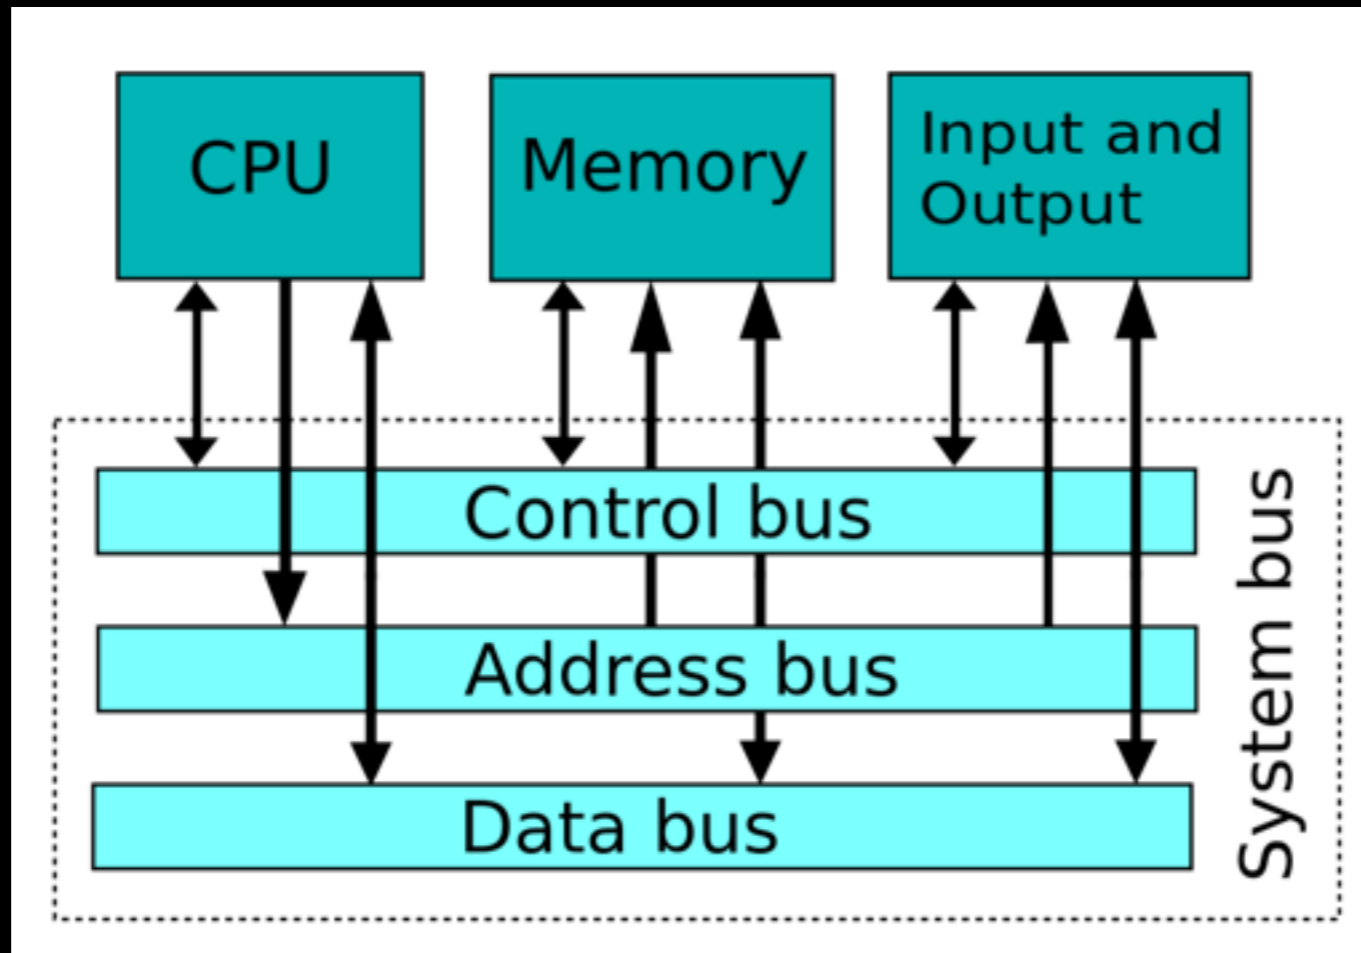 CPU
Memory
Input and
Output
Control bus
Address bus
Data bus
System bus